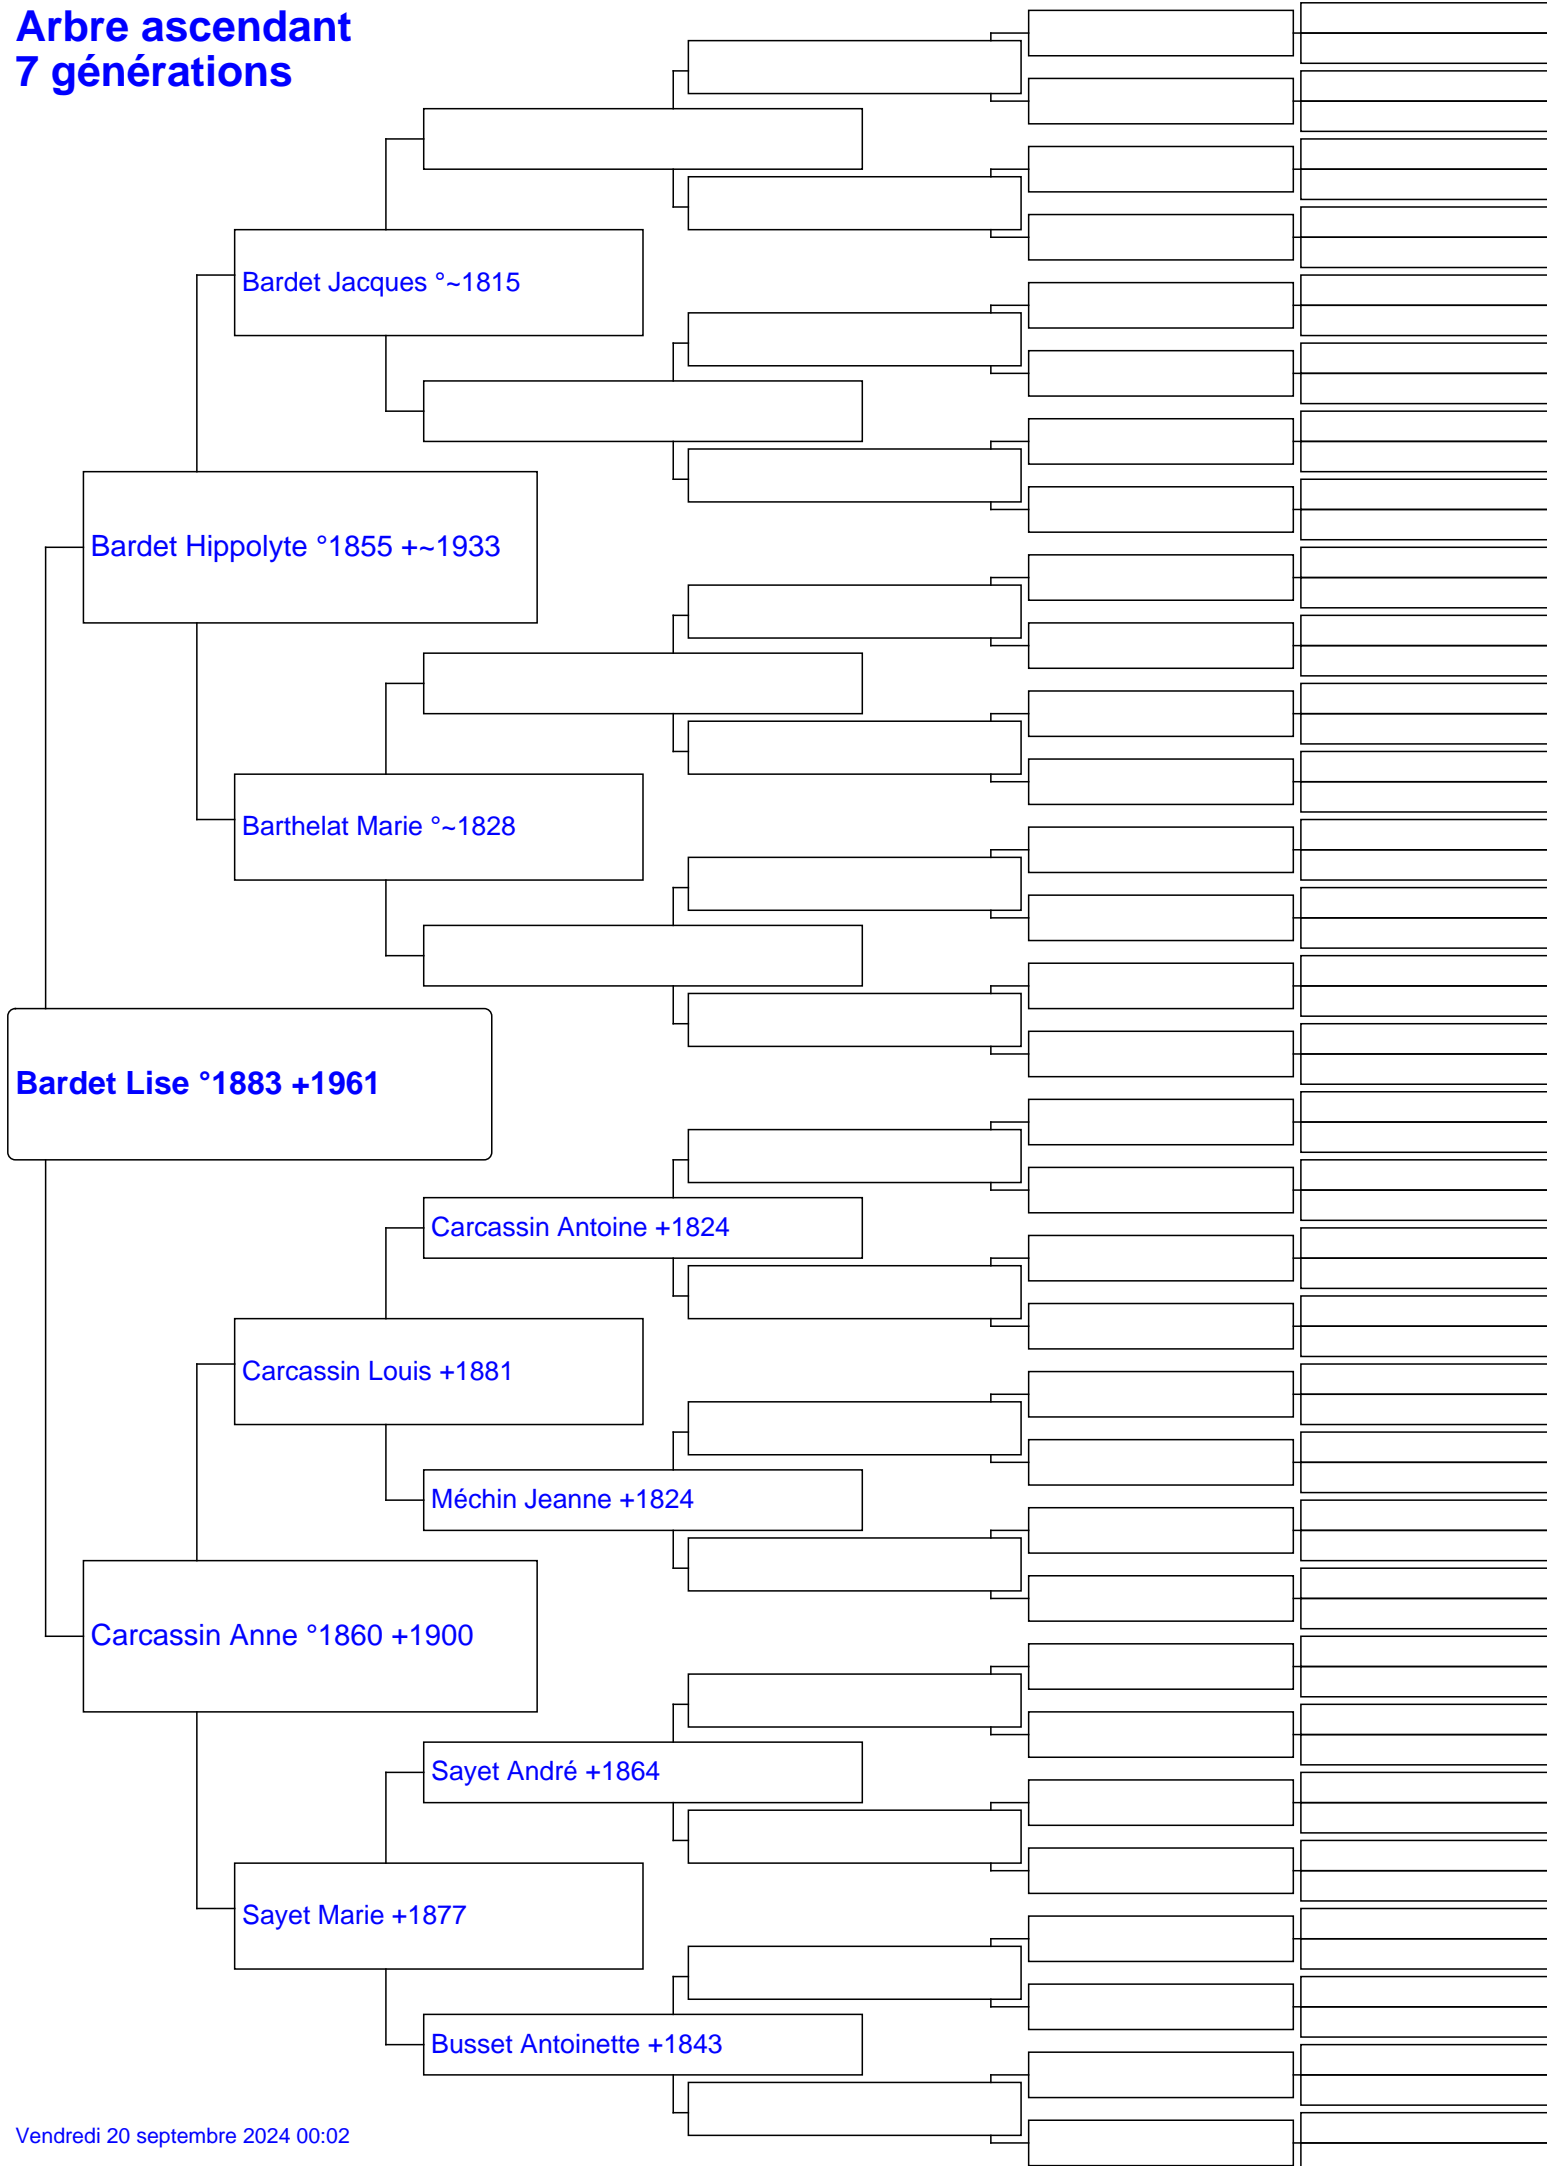 Arbre ascendant
7 générations
Bardet Jacques °~1815
Bardet Hippolyte °1855 +~1933
Barthelat Marie °~1828
Bardet Lise °1883 +1961
Carcassin Antoine +1824
Carcassin Louis +1881
Méchin Jeanne +1824
Carcassin Anne °1860 +1900
Sayet André +1864
Sayet Marie +1877
Busset Antoinette +1843
Vendredi 20 septembre 2024 00:02